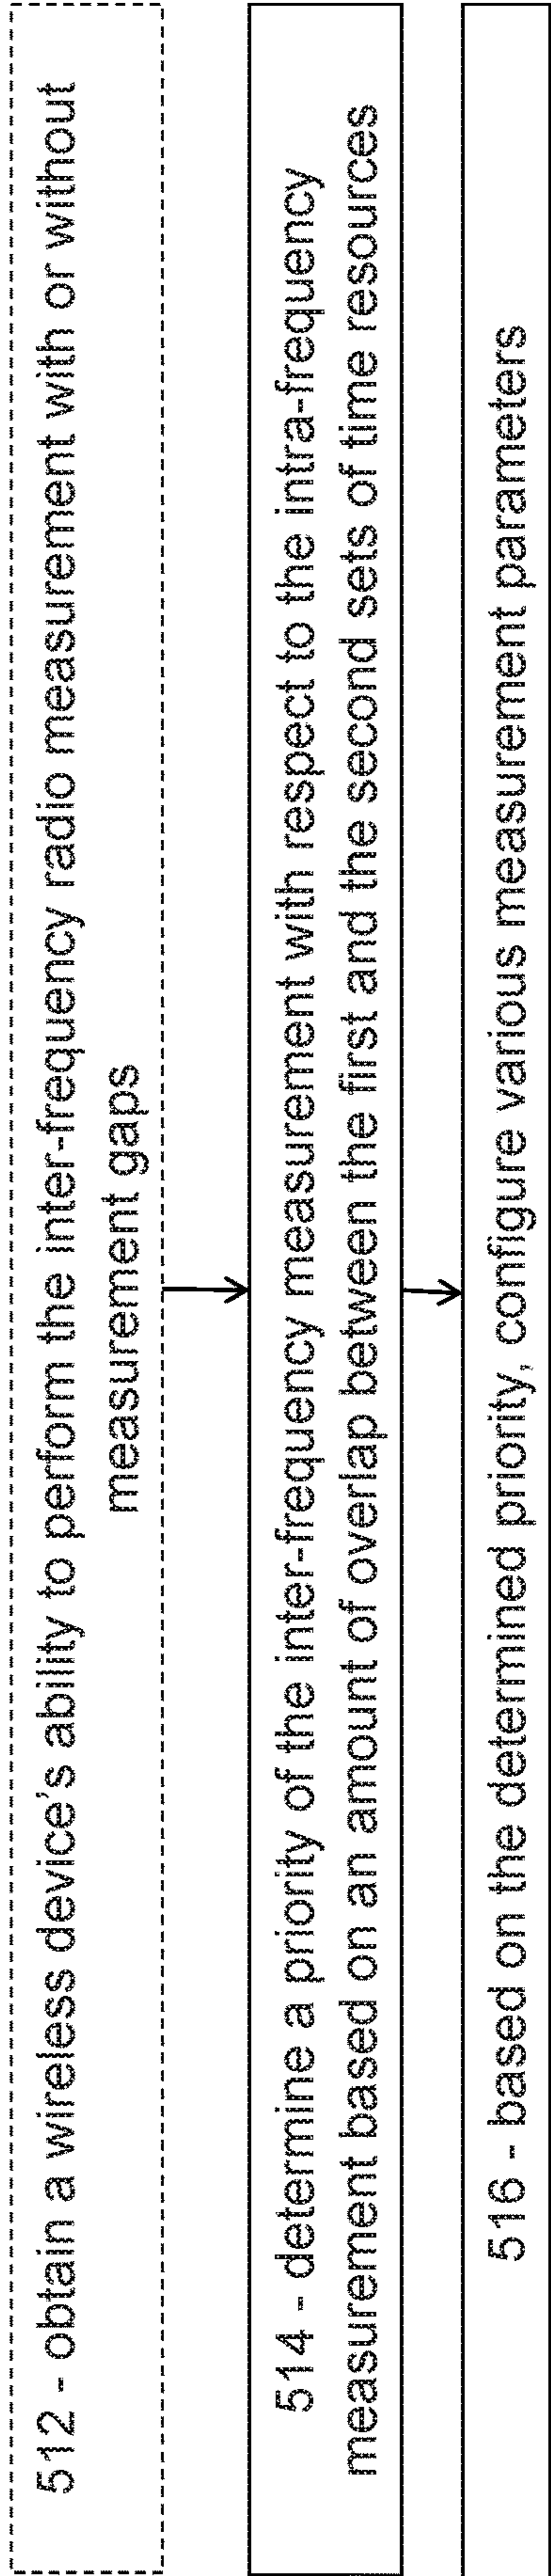 512 - obtain a wireless device's ability to perform the inter-frequency radio measurement with or without
measurement gaps
514 - determine a priority of the inter-frequency measurement with respect to the intra-frequency
measurement based on an amount of overlap between the first and the second sets of time resources
516 - based on the determined priority, configure various measurement parameters